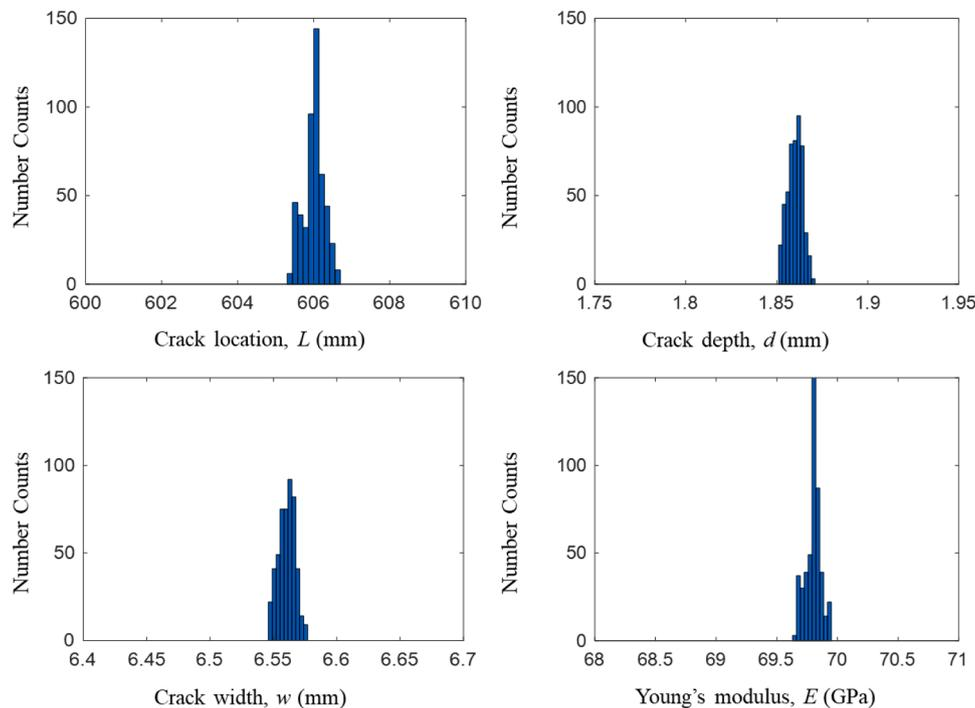 150
100
50
0
Number Counts
600 602 604 606 608 610
Crack location, L (mm)
150
100
50
0
Number Counts
1.75 1.8 1.85 1.9 1.95
Crack depth, d (mm)
150
100
50
0
Number Counts
6.4 6.45 6.5 6.55 6.6 6.65 6.7
Crack width, w (mm)
150
100
50
0
Number Counts
68 68.5 69 69.5 70 70.5 71
Young's modulus, E (GPa)